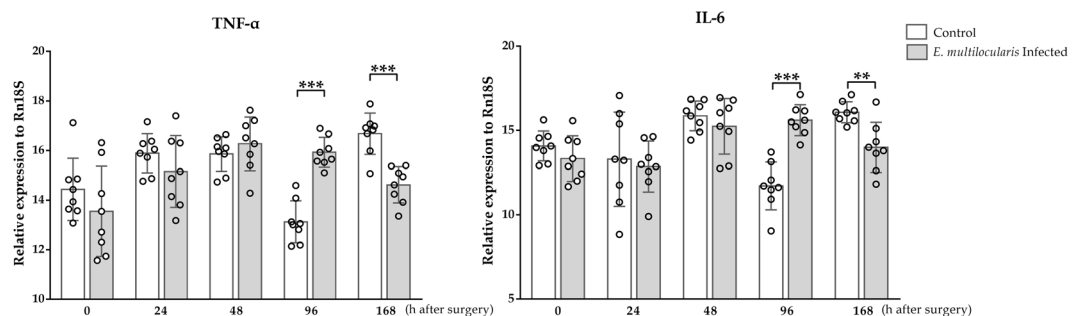 TNF-α
Relative expression to Rn18S
20
18
16
14
12
10
***
***
0 24 48 96 168 (h after surgery)
IL-6
Relative expression to Rn18S
20
15
10
5
***
**
0 24 48 96 168 (h after surgery)
Control
E. multilocularis Infected